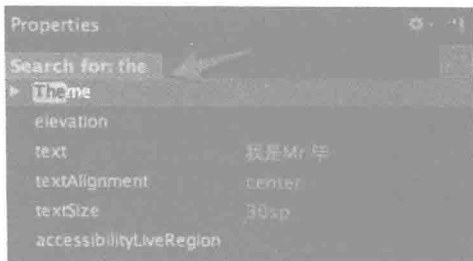 Properties
Search for: the
Theme
elevation
text 我是Mr.毕
textAlignment center
textSize 30sp
accessibilityLiveRegion